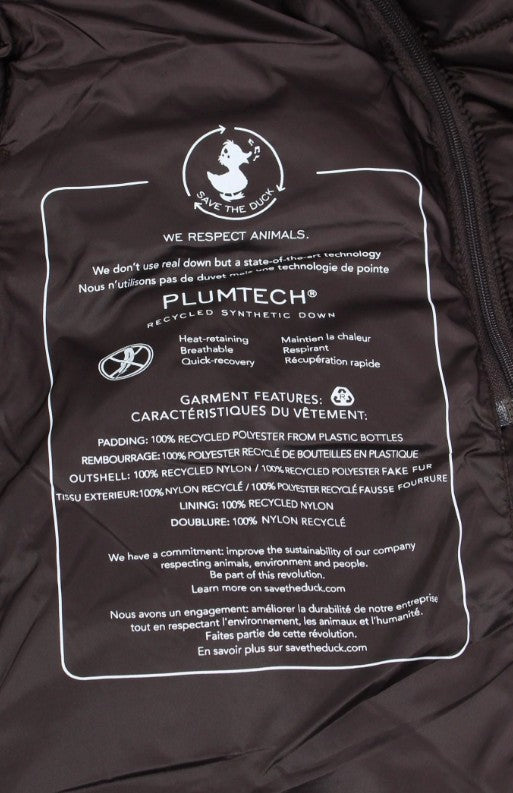 SAVE THE DUCK
WE RESPECT ANIMALS.
We don't use real down but a state-of-the-art technology
Nous n'utilisons pas de duvet mais une technologie de pointe
PLUMTECH®
RECYCLED SYNTHETIC DOWN
Heat-retaining Maintien la chaleur
Breathable Respirant
Quick-recovery Récupération rapide
GARMENT FEATURES:
CARACTÉRISTIQUES DU VÊTEMENT:
PADDING: 100% RECYCLED POLYESTER FROM PLASTIC BOTTLES
REMBOURRAGE: 100% POLYESTER RECYCLÉ DE BOUTEILLES EN PLASTIQUE
OUTSHELL: 100% RECYCLED NYLON / 100% RECYCLED POLYESTER FAKE FUR
TISSU EXTERIEUR:100% NYLON RECYCLÉ / 100% POLYESTER RECYCLÉ FAUSSE FOURRURE
LINING: 100% RECYCLED NYLON
DOUBLURE: 100% NYLON RECYCLÉ
We have a commitment: improve the sustainability of our company
respecting animals, environment and people.
Be part of this revolution.
Learn more on savetheduck.com
Nous avons un engagement: améliorer la durabilité de notre entreprise
tout en respectant l'environnement, les animaux et l'humanité.
Faites partie de cette révolution.
En savoir plus sur savetheduck.com